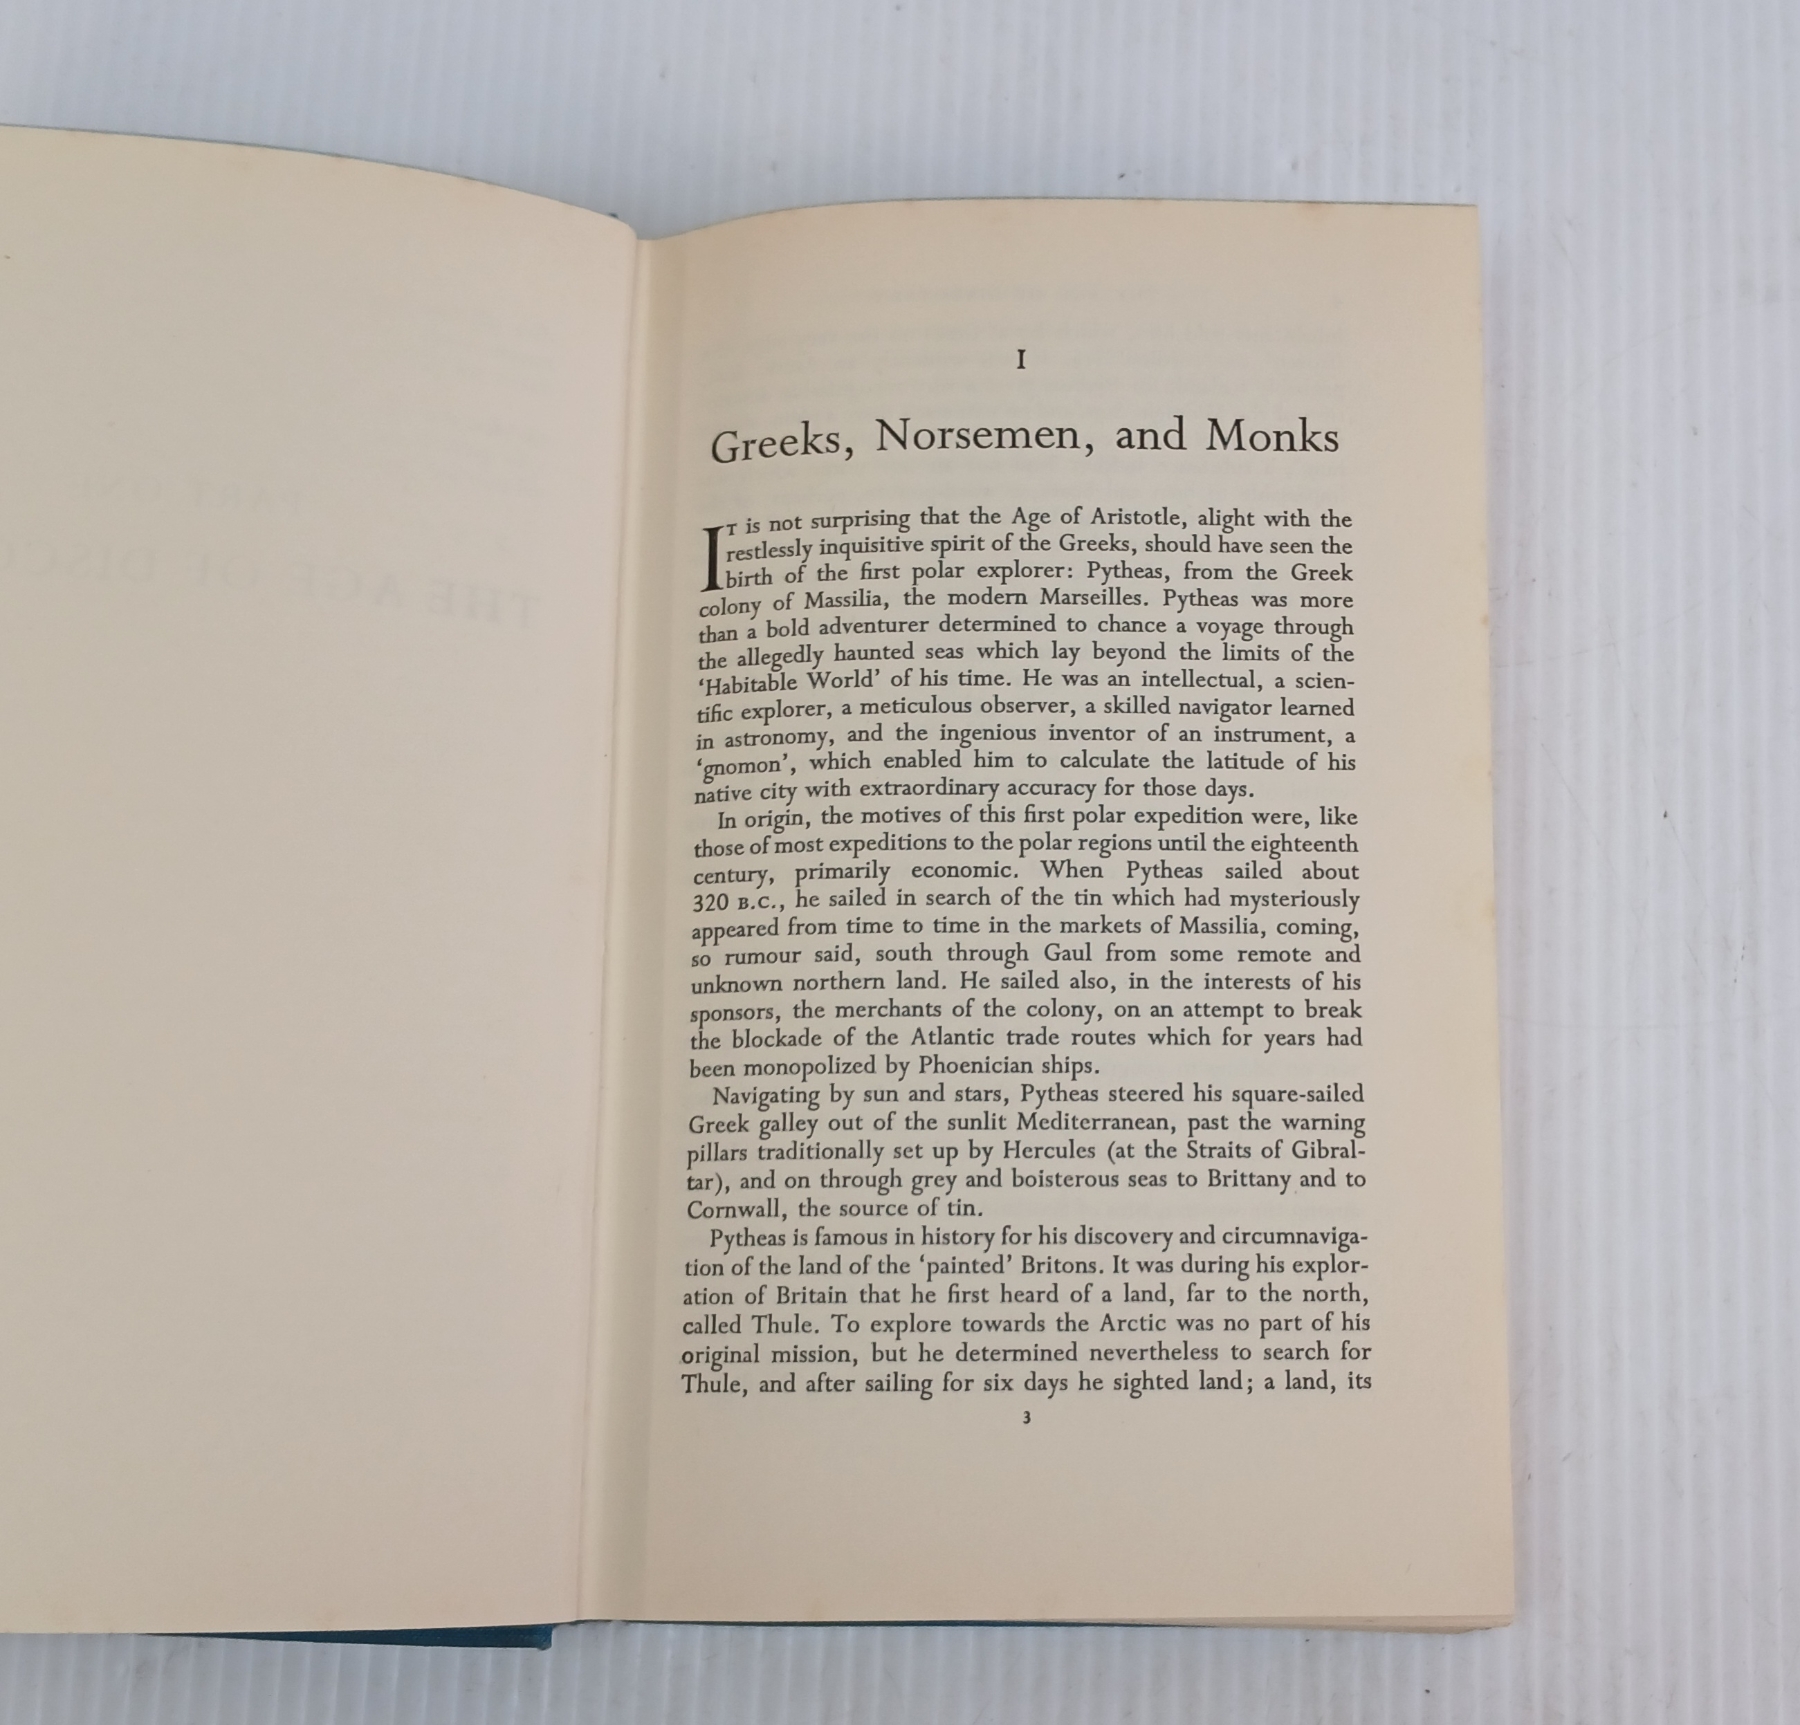 I
Greeks, Norsemen, and Monks
IT is not surprising that the Age of Aristotle, alight with the
restlessly inquisitive spirit of the Greeks, should have seen the
birth of the first polar explorer: Pytheas, from the Greek
colony of Massilia, the modern Marseilles. Pytheas was more
than a bold adventurer determined to chance a voyage through
the allegedly haunted seas which lay beyond the limits of the
‘Habitable World’ of his time. He was an intellectual, a scien-
tific explorer, a meticulous observer, a skilled navigator learned
in astronomy, and the ingenious inventor of an instrument, a
‘gnomon’, which enabled him to calculate the latitude of his
native city with extraordinary accuracy for those days.
In origin, the motives of this first polar expedition were, like
those of most expeditions to the polar regions until the eighteenth
century, primarily economic. When Pytheas sailed about
320 B.C., he sailed in search of the tin which had mysteriously
appeared from time to time in the markets of Massilia, coming,
so rumour said, south through Gaul from some remote and
unknown northern land. He sailed also, in the interests of his
sponsors, the merchants of the colony, on an attempt to break
the blockade of the Atlantic trade routes which for years had
been monopolized by Phoenician ships.
Navigating by sun and stars, Pytheas steered his square-sailed
Greek galley out of the sunlit Mediterranean, past the warning
pillars traditionally set up by Hercules (at the Straits of Gibral-
tar), and on through grey and boisterous seas to Brittany and to
Cornwall, the source of tin.
Pytheas is famous in history for his discovery and circumnaviga-
tion of the land of the ‘painted’ Britons. It was during his explor-
ation of Britain that he first heard of a land, far to the north,
called Thule. To explore towards the Arctic was no part of his
original mission, but he determined nevertheless to search for
Thule, and after sailing for six days he sighted land; a land, its
3